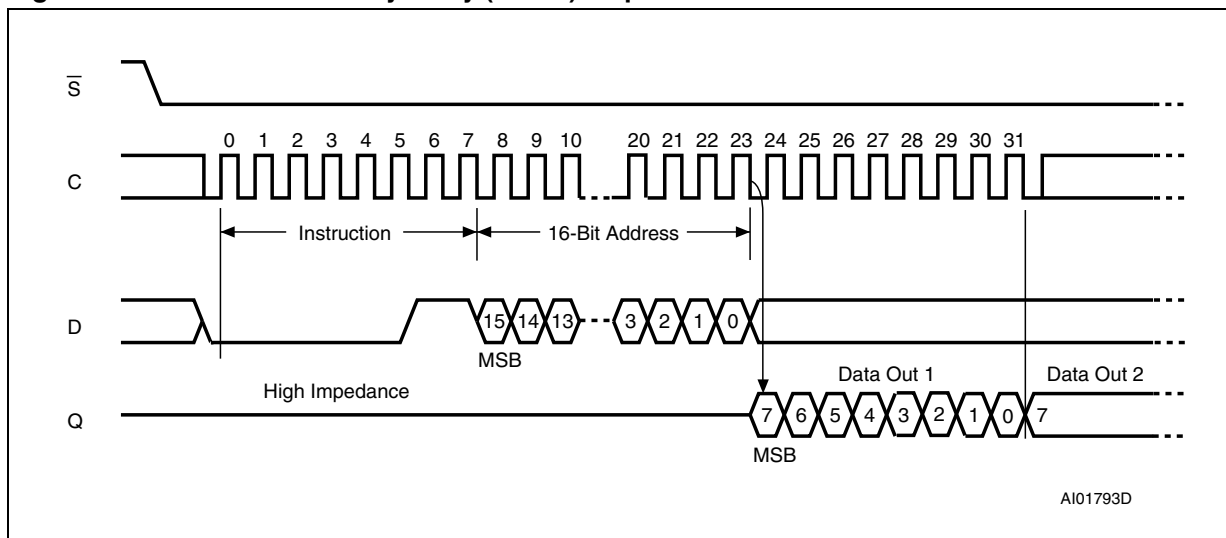 S
0 1 2 3 4 5 6 7 8 9 10 20 21 22 23 24 25 26 27 28 29 30 31
C
Instruction 16-Bit Address
D 15 14 13 3 2 1 0
MSB
High Impedance Data Out 1 Data Out 2
Q 7 6 5 4 3 2 1 0 7
MSB
AI01793D